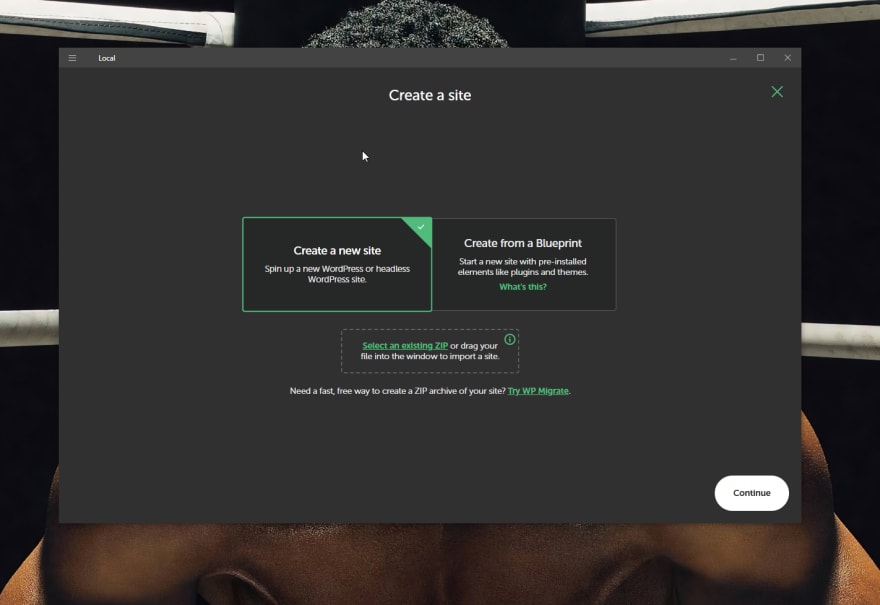 Local
Create a site
Create a new site
Spin up a new WordPress or headless
WordPress site.
Create from a Blueprint
Start a new site with pre-installed
elements like plugins and themes.
What's this?
Select an existing ZIP or drag your
file into the window to import a site.
Need a fast, free way to create a ZIP archive of your site? Try WP Migrate.
Continue